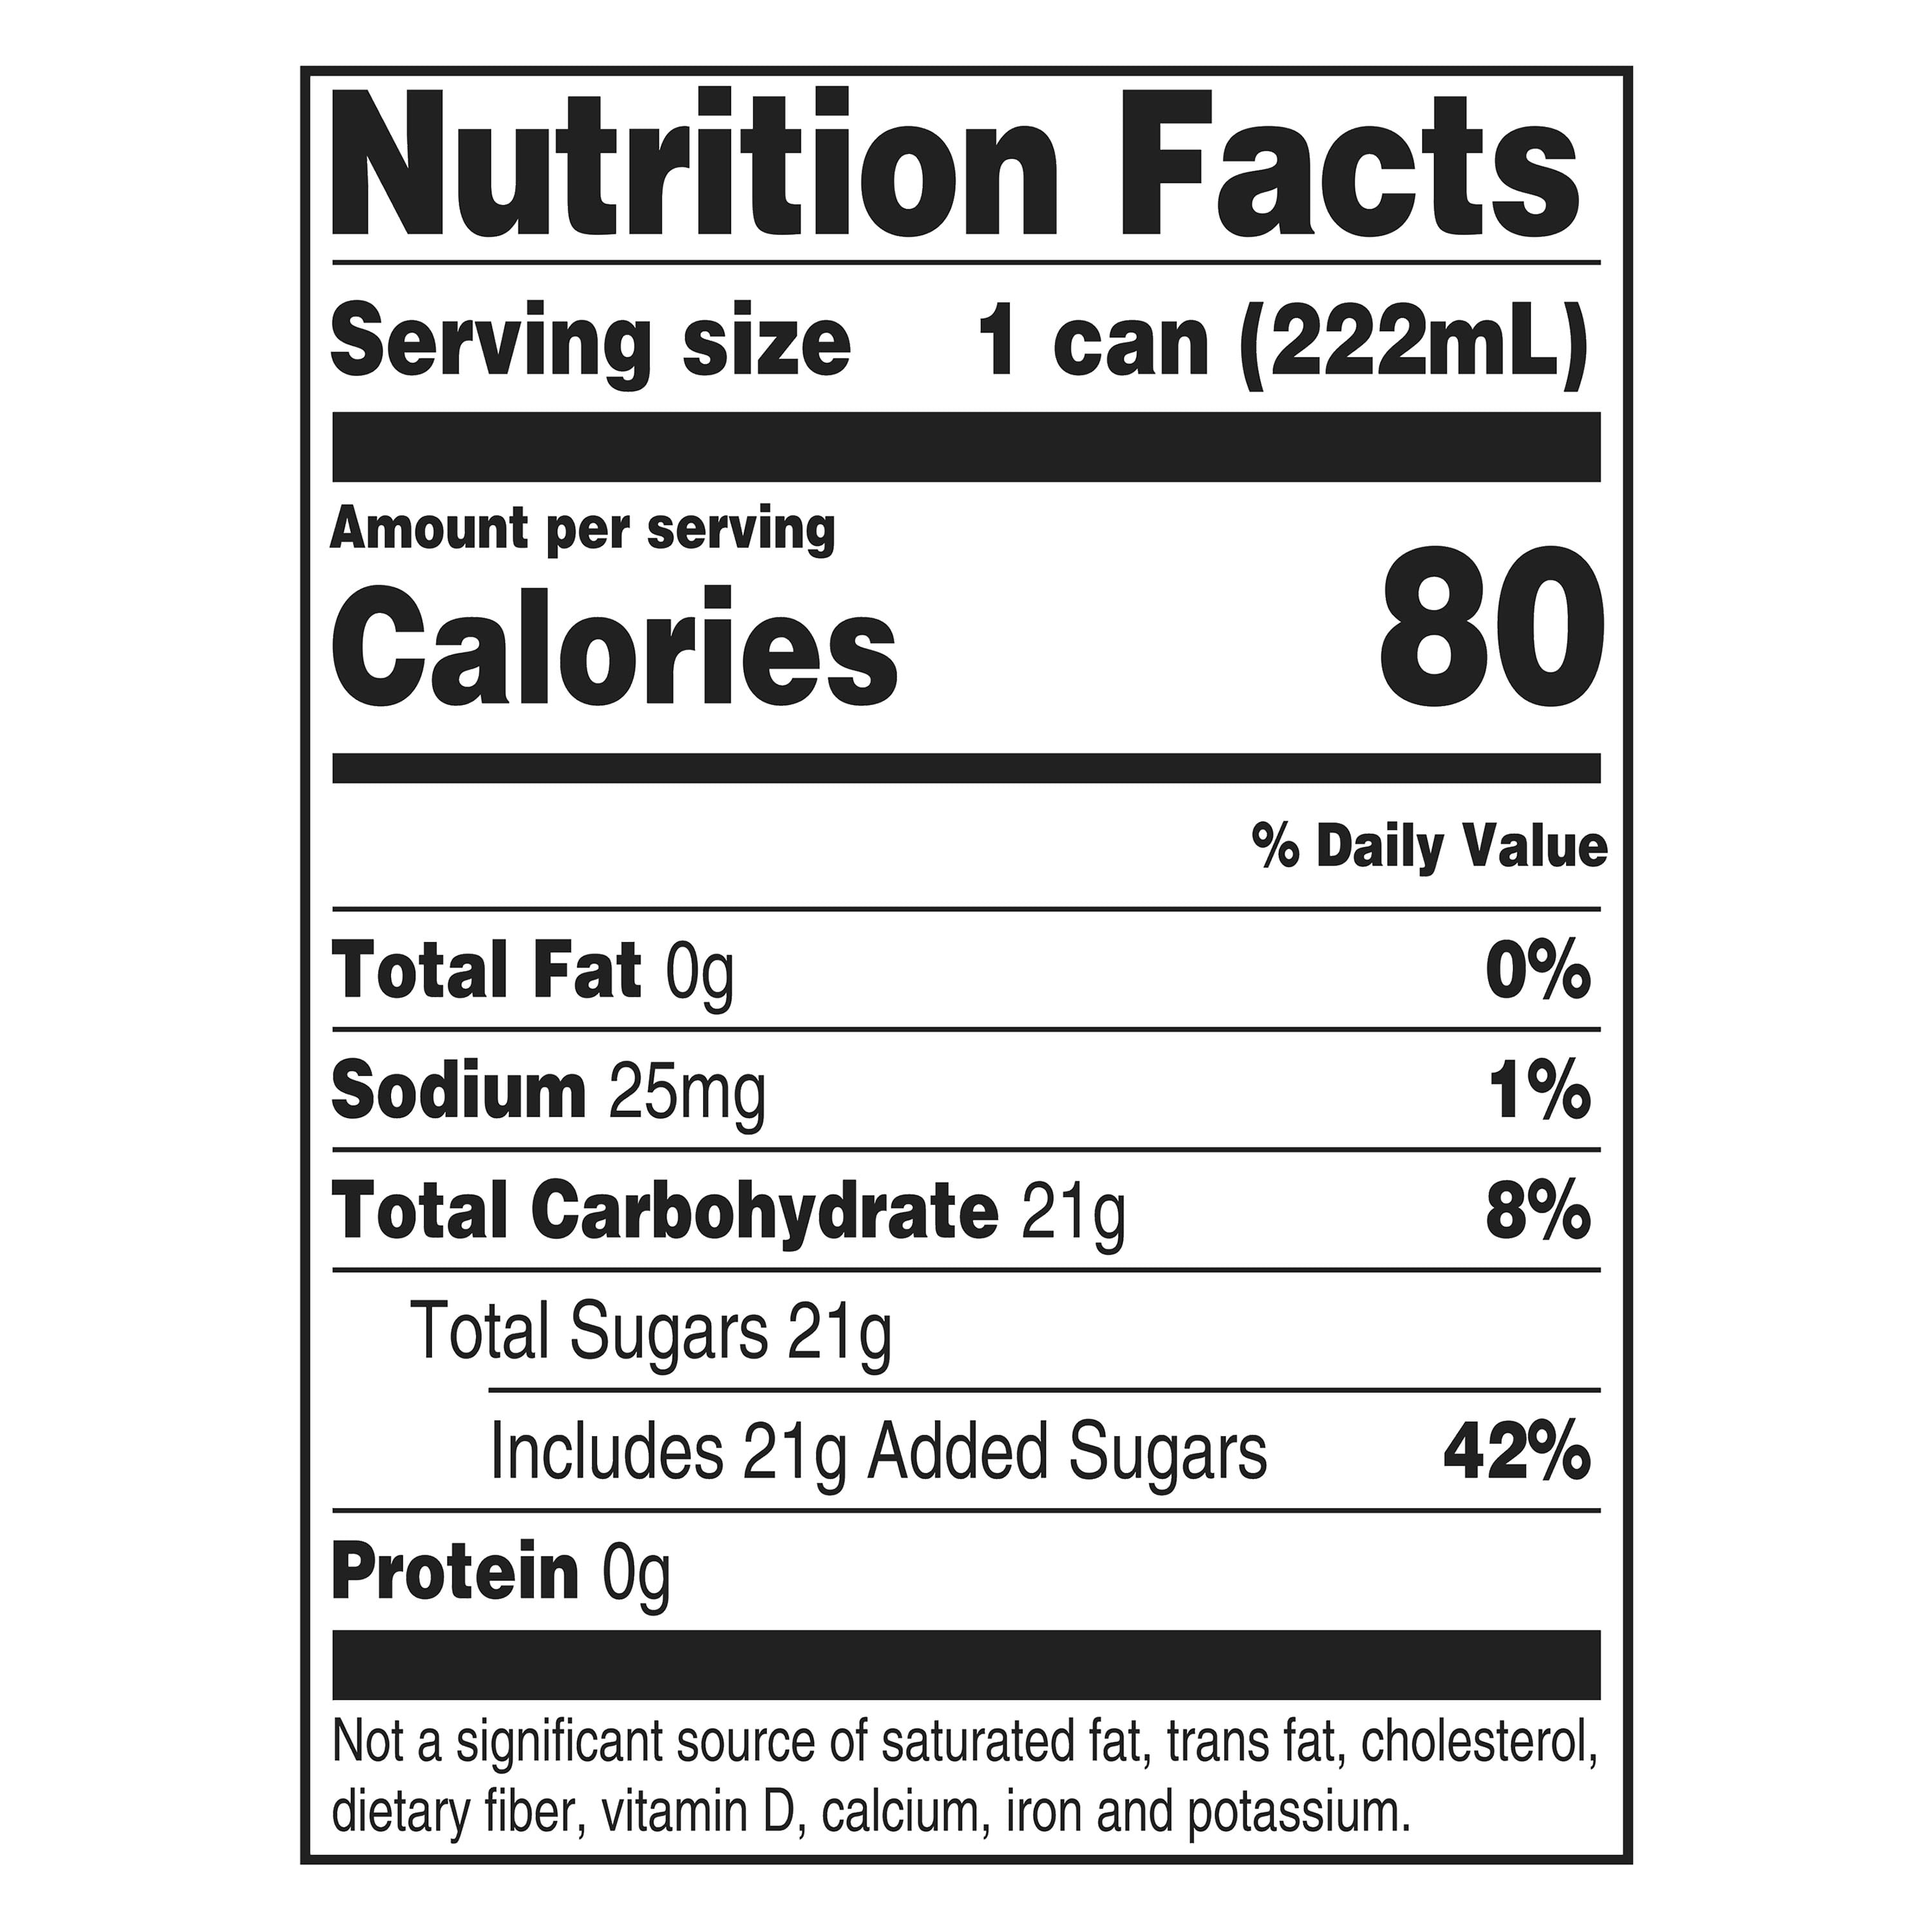 Nutrition Facts
Serving size 1 can (222mL)
Amount per serving
Calories 80
% Daily Value
Total Fat 0g 0%
Sodium 25mg 1%
Total Carbohydrate 21g 8%
Total Sugars 21g
Includes 21g Added Sugars 42%
Protein 0g
Not a significant source of saturated fat, trans fat, cholesterol,
dietary fiber, vitamin D, calcium, iron and potassium.